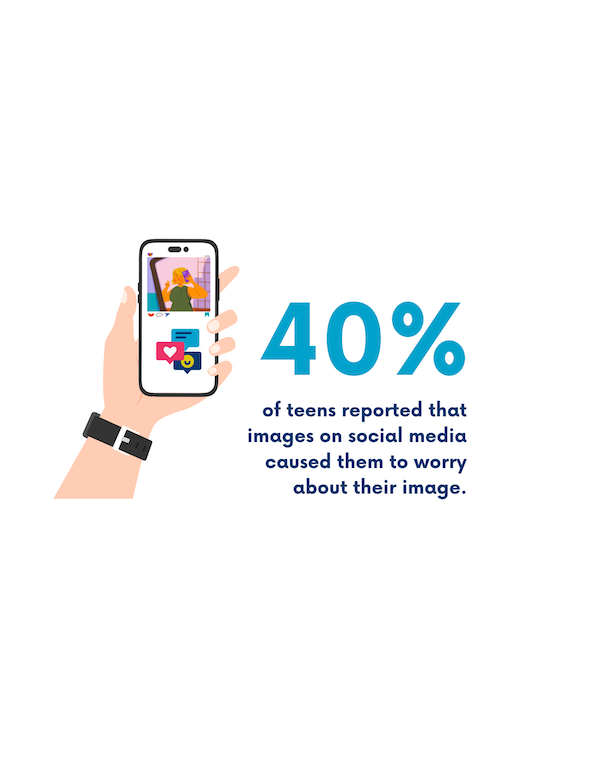 40%
of teens reported that
images on social media
caused them to worry
about their image.